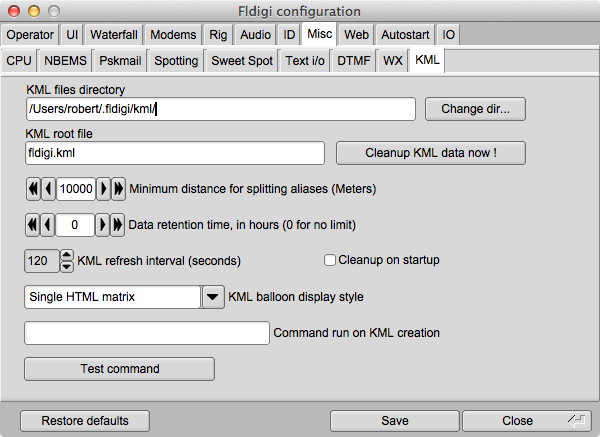 Fldigi configuration
Operator UI Waterfall Modems Rig Audio ID Misc Web Autostart IO
CPU NBEMS Pskmail Spotting Sweet Spot Text i/o DTMF WX KML
KML files directory
/Users/robert/.fldigi/kml/
Change dir...
KML root file
fldigi.kml
Cleanup KML data now !
10000 Minimum distance for splitting aliases (Meters)
0 Data retention time, in hours (0 for no limit)
120 KML refresh interval (seconds) Cleanup on startup
Single HTML matrix KML balloon display style
Command run on KML creation
Test command
Restore defaults Save Close